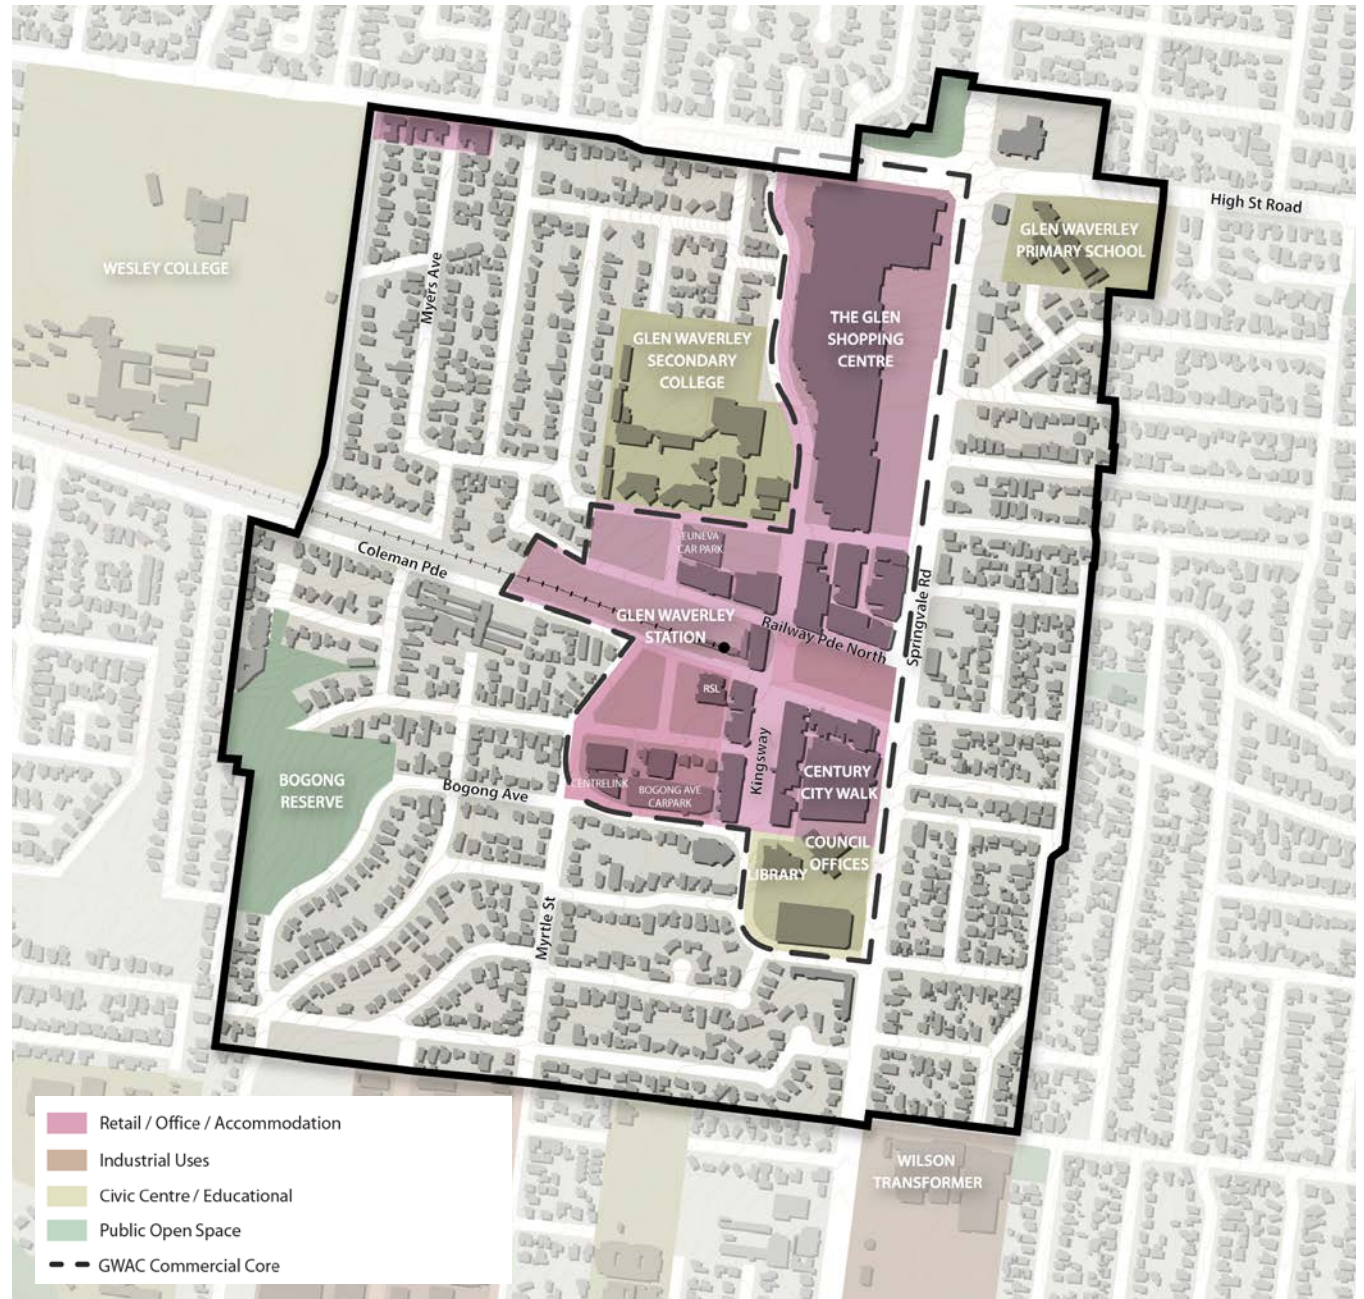 High St Road
GLEN WAVERLEY
PRIMARY SCHOOL
WESLEY COLLEGE
Myers Ave
THE GLEN
SHOPPING
CENTRE
GLEN WAVERLEY
SECONDARY
COLLEGE
EUNEVA
CAR PARK
Coleman Pde
GLEN WAVERLEY
STATION
Railway Pde North
Springvale Rd
RSL
Kingsway
CENTURY
CITY WALK
BOGONG
RESERVE
Bogong Ave
CENTRELINK
BOGONG AVE
CARPARK
COUNCIL
OFFICES
LIBRARY
Myrtle St
WILSON
TRANSFORMER
Retail / Office / Accommodation
Industrial Uses
Civic Centre / Educational
Public Open Space
GWAC Commercial Core